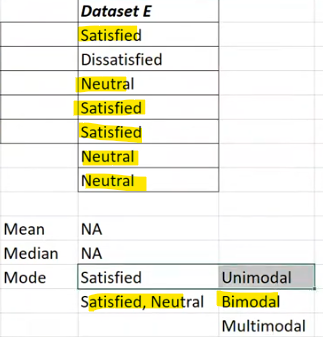 Dataset E
Satisfied
Dissatisfied
Neutral
Satisfied
Satisfied
Neutral
Neutral
Mean NA
Median NA
Mode Satisfied Unimodal
Satisfied, Neutral Bimodal
Multimodal